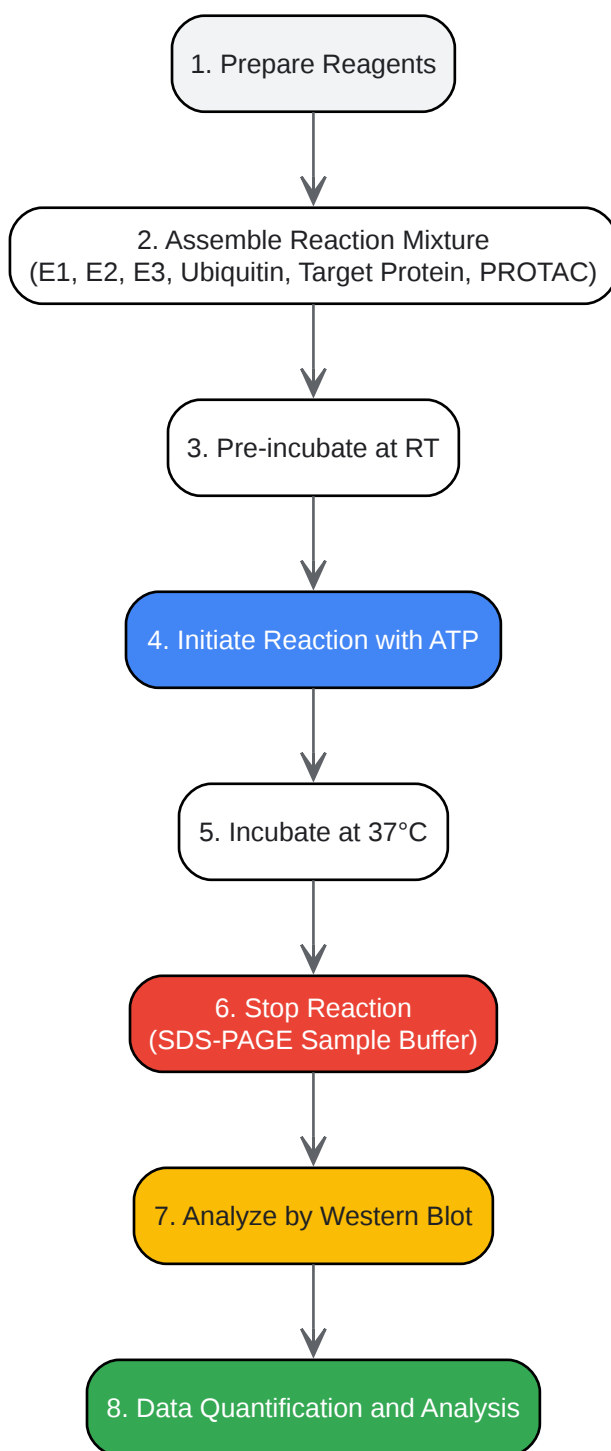 1. Prepare Reagents
2. Assemble Reaction Mixture
(E1, E2, E3, Ubiquitin, Target Protein, PROTAC)
3. Pre-incubate at RT
4. Initiate Reaction with ATP
5. Incubate at 37°C
6. Stop Reaction
(SDS-PAGE Sample Buffer)
7. Analyze by Western Blot
8. Data Quantification and Analysis